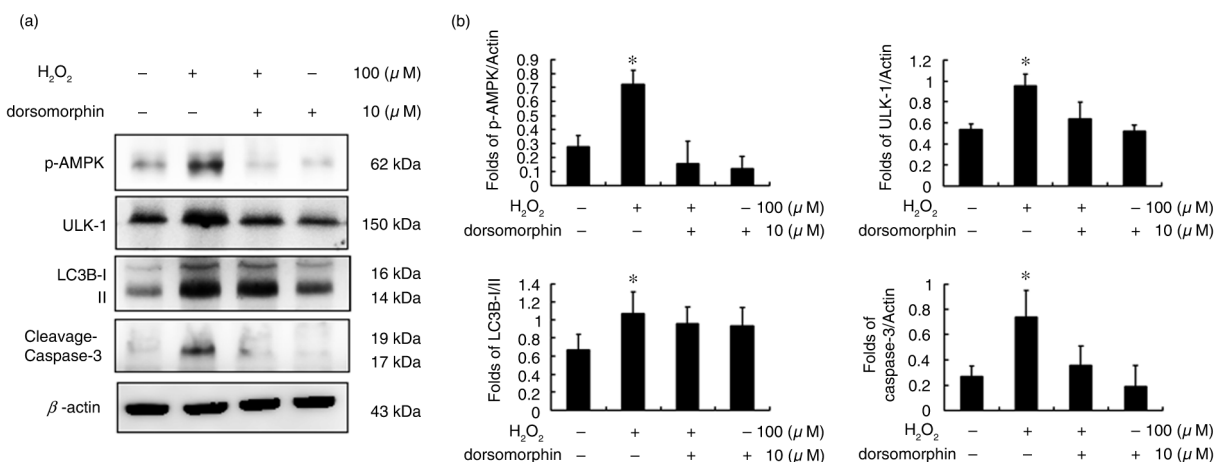 (a)
H₂O₂ − + + − 100 (μM)
dorsomorphin − − + + 10 (μM)
p-AMPK 62 kDa
ULK-1 150 kDa
LC3B-I 16 kDa
II 14 kDa
Cleavage- 19 kDa
Caspase-3 17 kDa
β-actin 43 kDa
(b)
Folds of p-AMPK/Actin
0.9
0.8
0.7
0.6
0.5
0.4
0.3
0.2
0.1
*
H₂O₂ − + + − 100 (μM)
dorsomorphin + + 10 (μM)
Folds of ULK-1/Actin
1.2
1
0.8
0.6
0.4
0.2
0
*
H₂O₂ − + + − 100 (μM)
dorsomorphin + + 10 (μM)
Folds of LC3B-I/II
1.4
1.2
1
0.8
0.6
0.4
0.2
0
*
H₂O₂ − + + − 100 (μM)
dorsomorphin + + 10 (μM)
Folds of
caspase-3/Actin
1
0.8
0.6
0.4
0.2
0
*
H₂O₂ − + + − 100 (μM)
dorsomorphin + + 10 (μM)